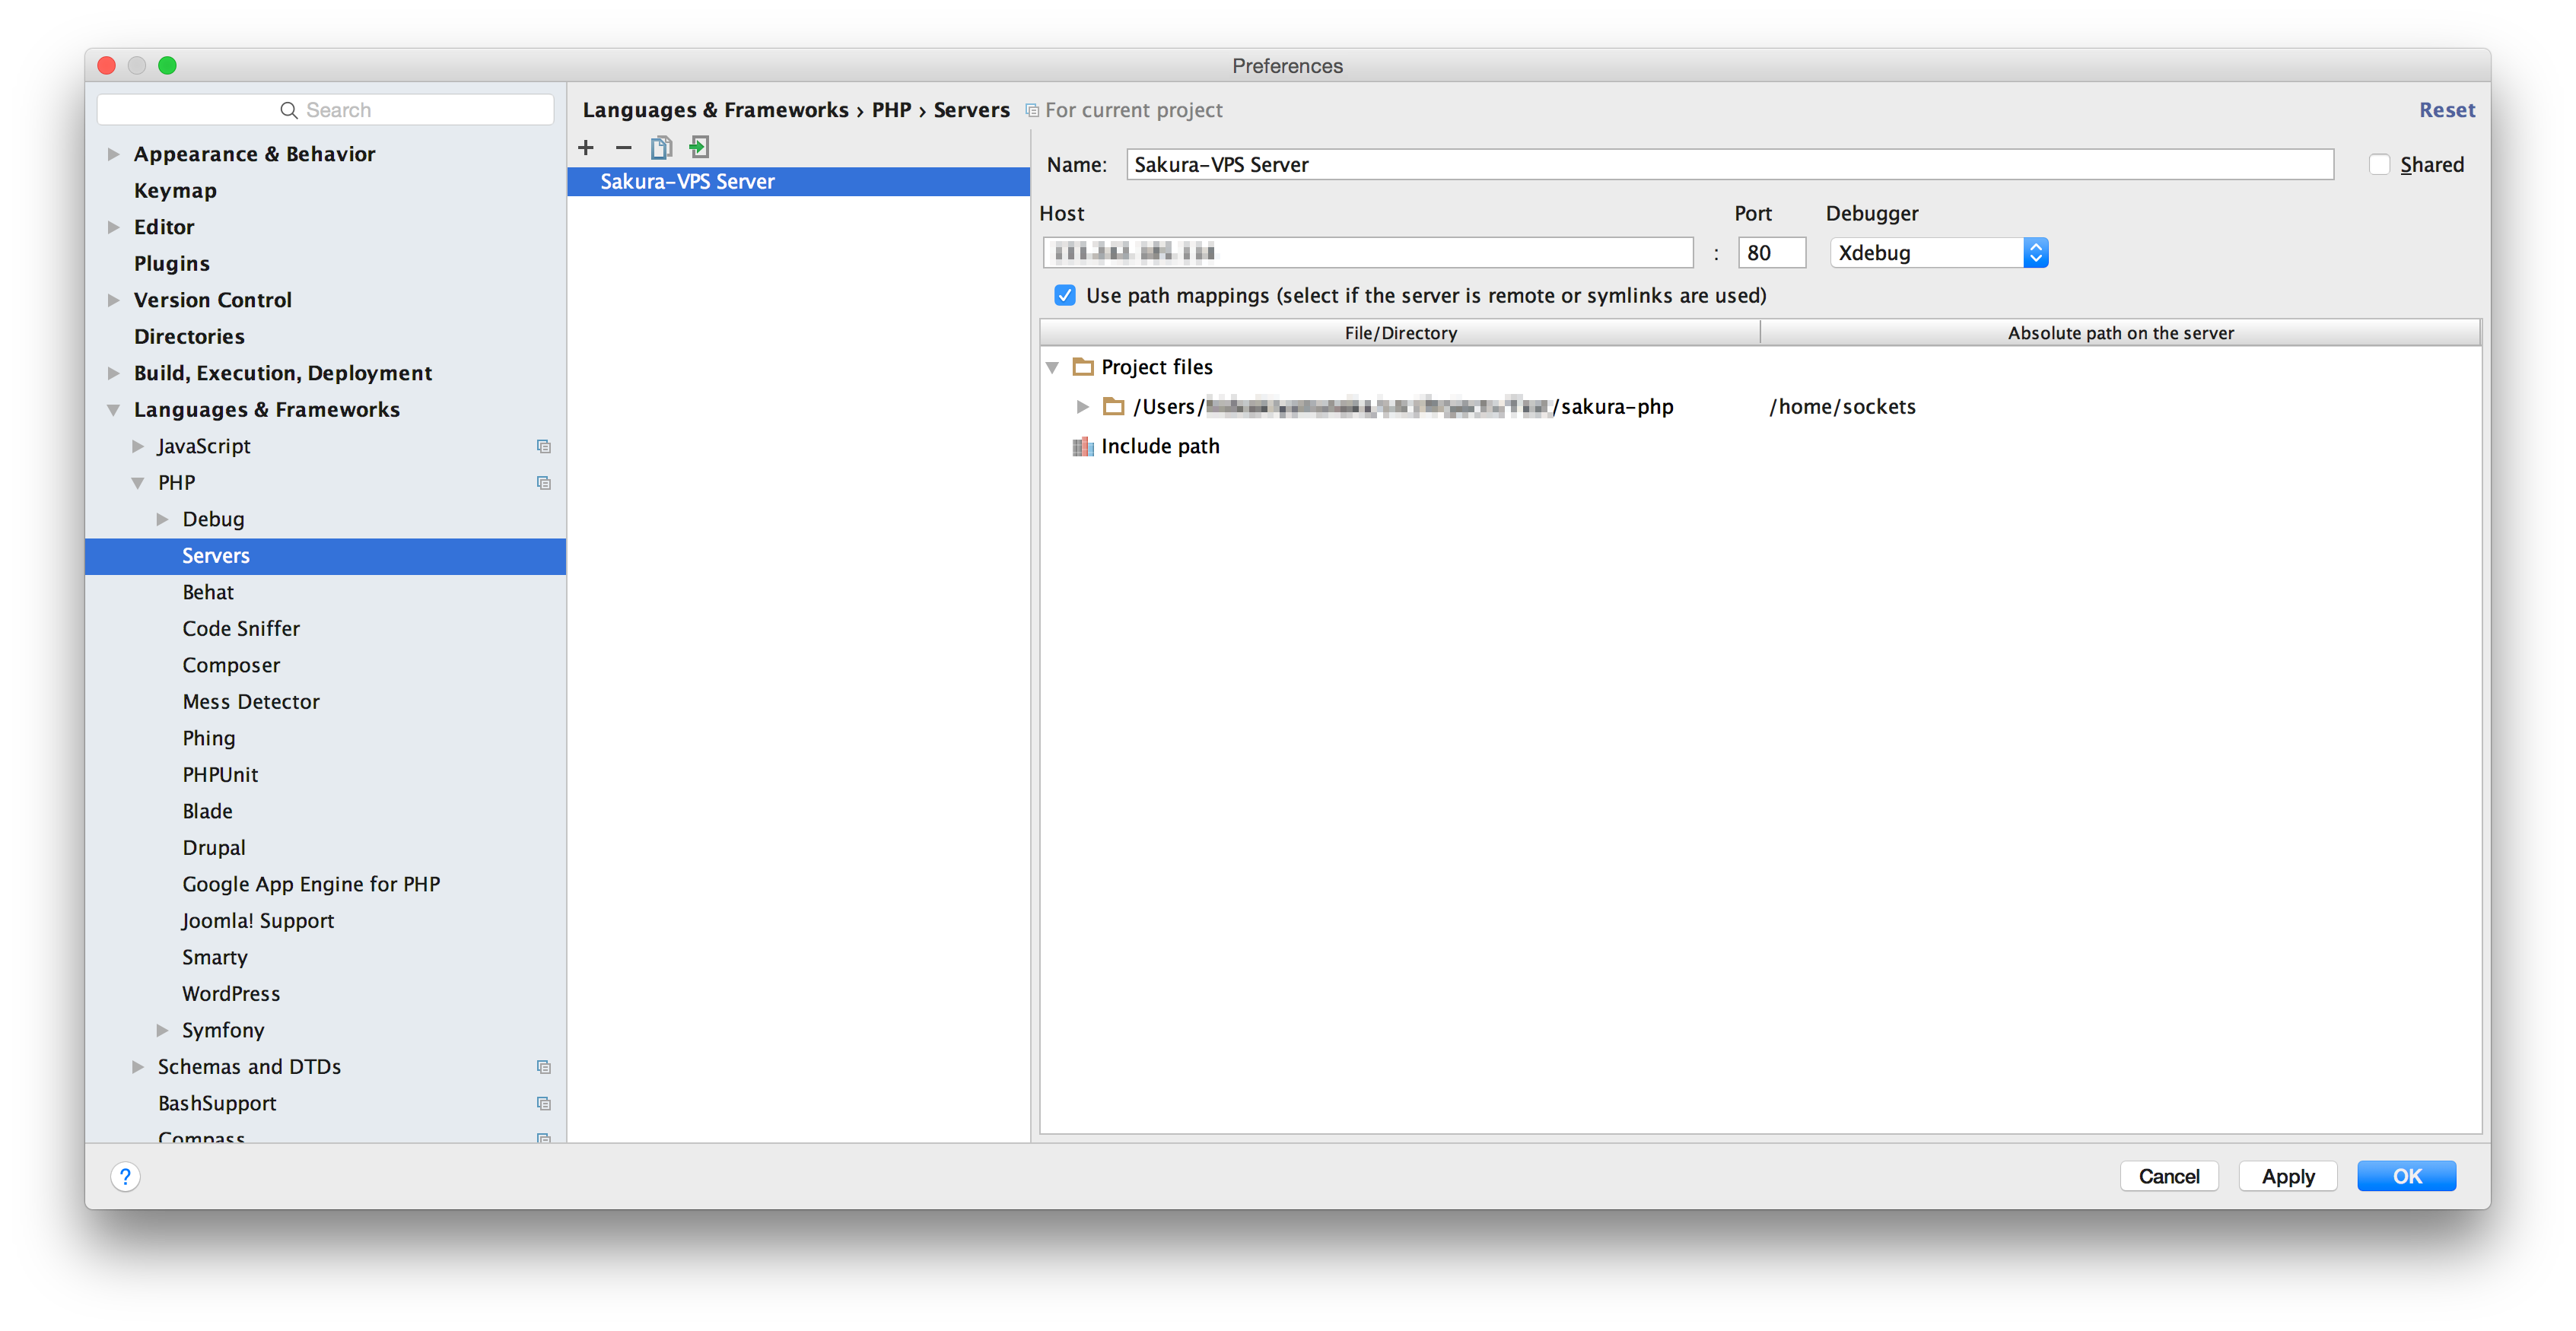 Preferences
Search
Appearance & Behavior
Keymap
Editor
Plugins
Version Control
Directories
Build, Execution, Deployment
Languages & Frameworks
JavaScript
PHP
Debug
Servers
Behat
Code Sniffer
Composer
Mess Detector
Phing
PHPUnit
Blade
Drupal
Google App Engine for PHP
Joomla! Support
Smarty
WordPress
Symfony
Schemas and DTDs
BashSupport
Compass
Languages & Frameworks › PHP › Servers For current project
Reset
Sakura-VPS Server
Name: Sakura-VPS Server
Shared
Host Port Debugger
: 80 Xdebug
Use path mappings (select if the server is remote or symlinks are used)
File/Directory Absolute path on the server
Project files
/Users/ /sakura-php /home/sockets
Include path
?
Cancel Apply OK